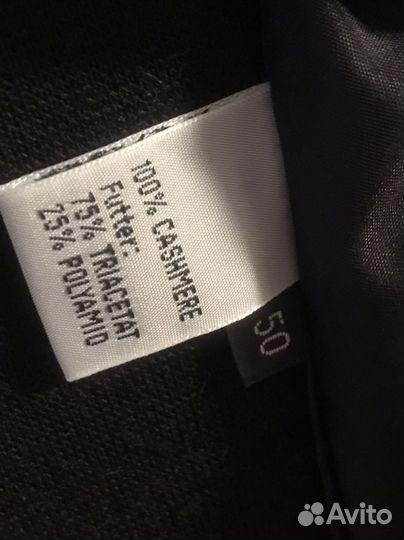 100% CASHMERE
Futter:
75% TRIACETAT
25% POLYAMID
50
Avito